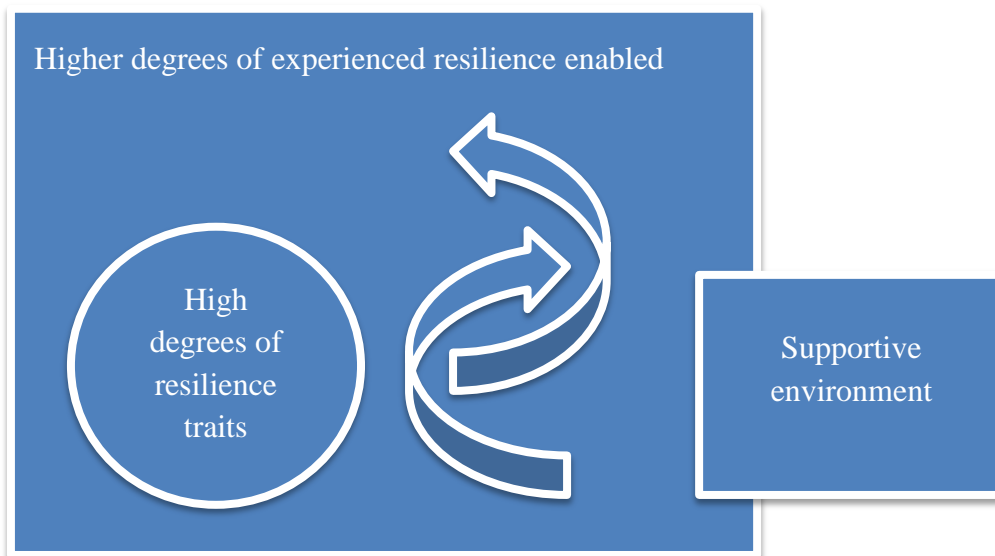 Higher degrees of experienced resilience enabled
High
degrees of
resilience
traits
Supportive
environment